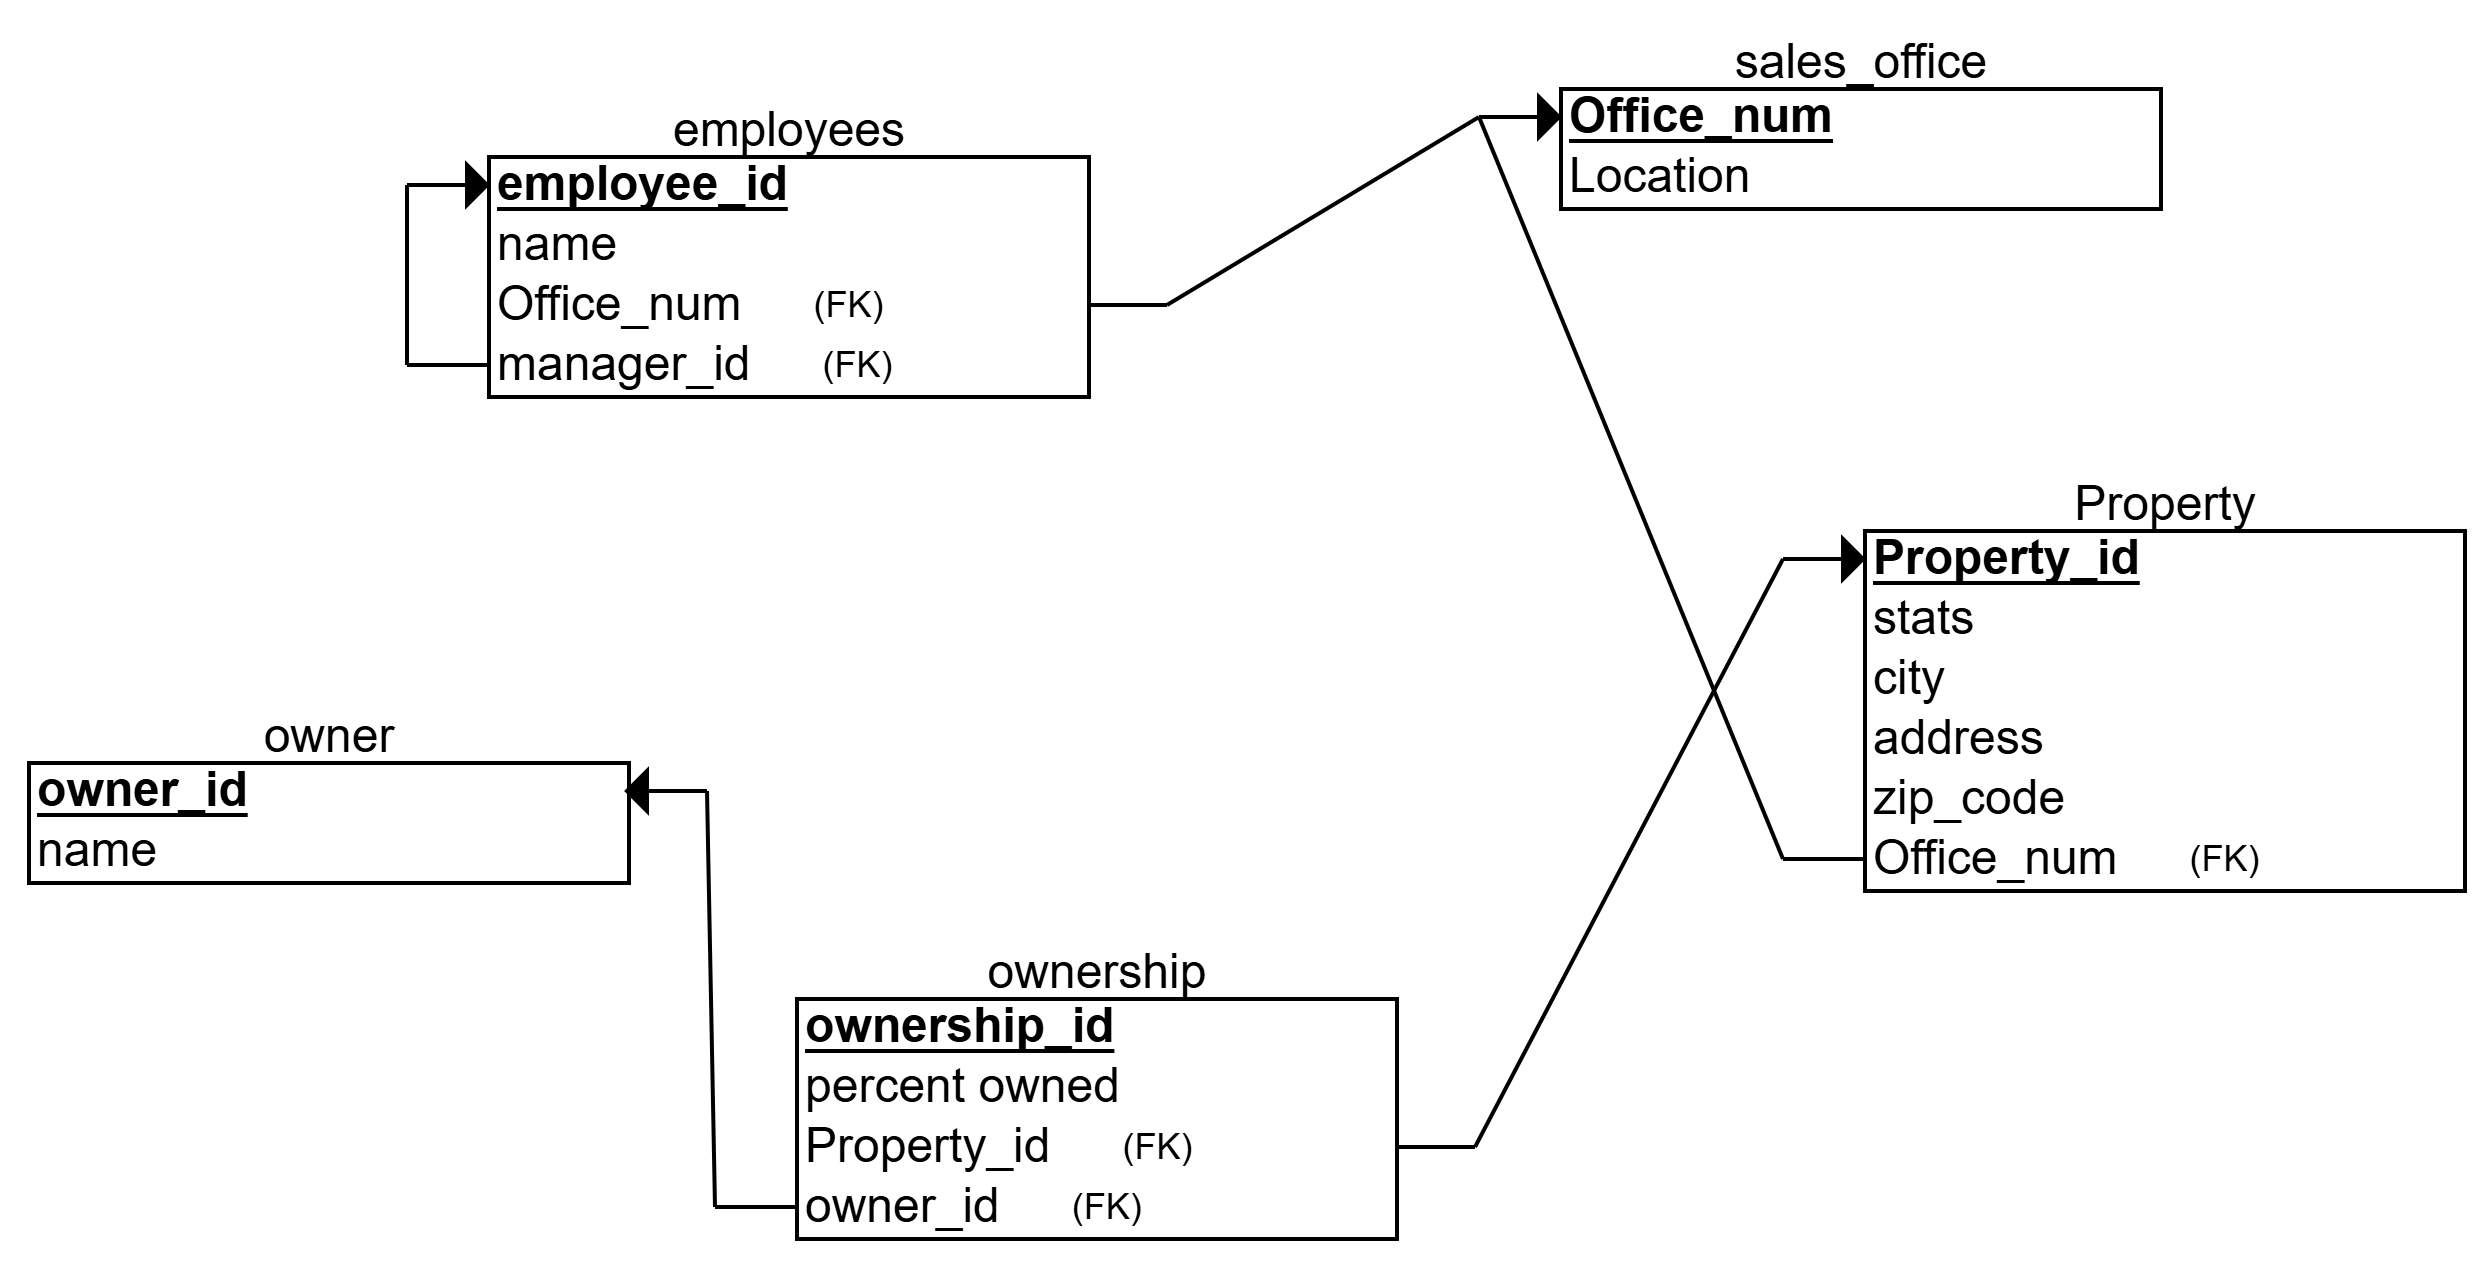 sales_office
Office_num
Location
employees
employee_id
name
Office_num (FK)
manager_id (FK)
Property
Property_id
stats
city
address
zip_code
Office_num (FK)
owner
owner_id
name
ownership
ownership_id
percent owned
Property_id (FK)
owner_id (FK)